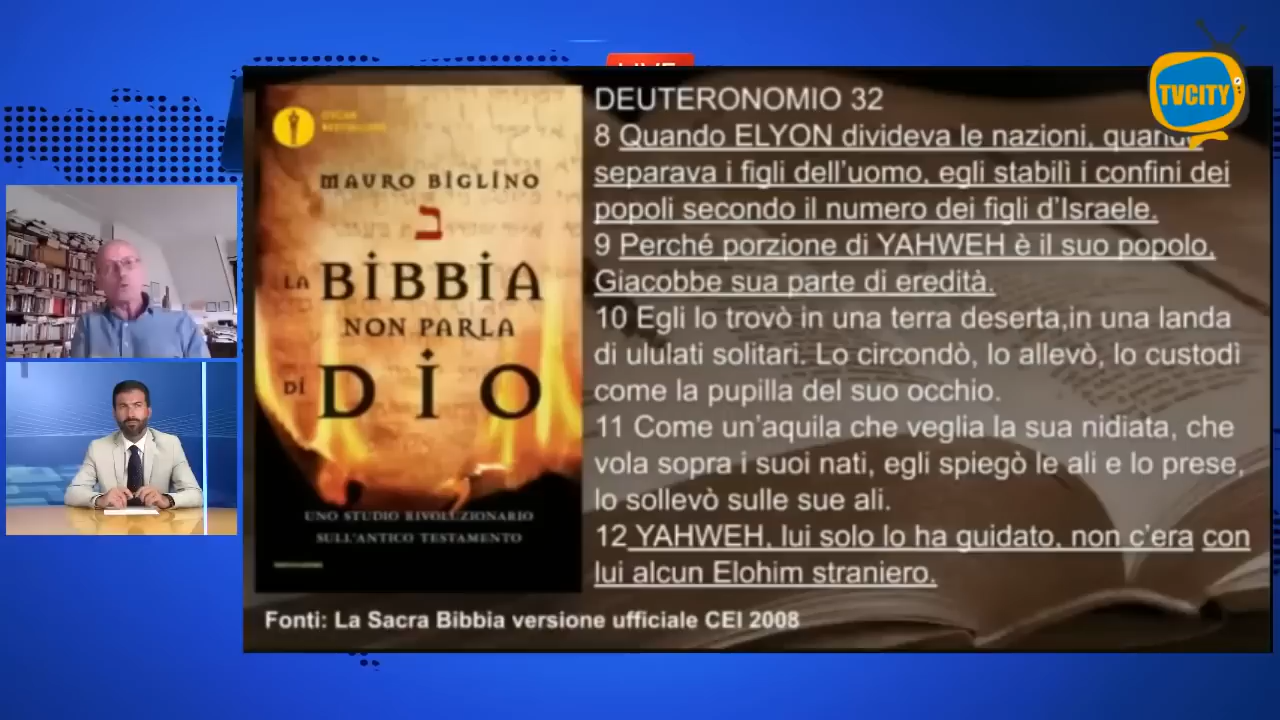 LIVE
TVCITY
OSCAR
BESTSELLERS
MAURO BIGLINO
ב
LA
BIBBIA
NON PARLA
DI DIO
UNO STUDIO RIVOLUZIONARIO
SULL'ANTICO TESTAMENTO
DEUTERONOMIO 32
8 Quando ELYON divideva le nazioni, quando
separava i figli dell'uomo, egli stabilì i confini dei
popoli secondo il numero dei figli d'Israele.
9 Perché porzione di YAHWEH è il suo popolo,
Giacobbe sua parte di eredità.
10 Egli lo trovò in una terra deserta,in una landa
di ululati solitari. Lo circondò, lo allevò, lo custodì
come la pupilla del suo occhio.
11 Come un'aquila che veglia la sua nidiata, che
vola sopra i suoi nati, egli spiegò le ali e lo prese,
lo sollevò sulle sue ali.
12 YAHWEH, lui solo lo ha guidato, non c'era con
lui alcun Elohim straniero.
Fonti: La Sacra Bibbia versione ufficiale CEI 2008